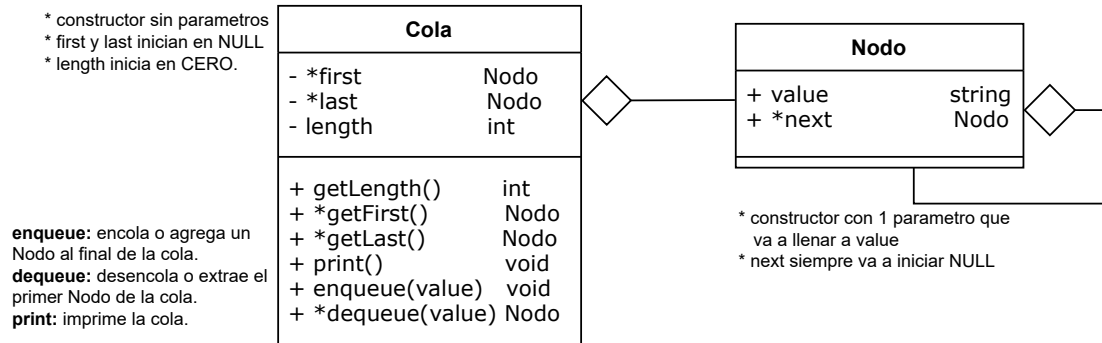 * constructor sin parametros
* first y last inician en NULL
* length inicia en CERO.
Cola
- *first Nodo
- *last Nodo
- length int
+ getLength() int
+ *getFirst() Nodo
+ *getLast() Nodo
+ print() void
+ enqueue(value) void
+ *dequeue(value) Nodo
enqueue: encola o agrega un
Nodo al final de la cola.
dequeue: desencola o extrae el
primer Nodo de la cola.
print: imprime la cola.
Nodo
+ value string
+ *next Nodo
* constructor con 1 parametro que
va a llenar a value
* next siempre va a iniciar NULL